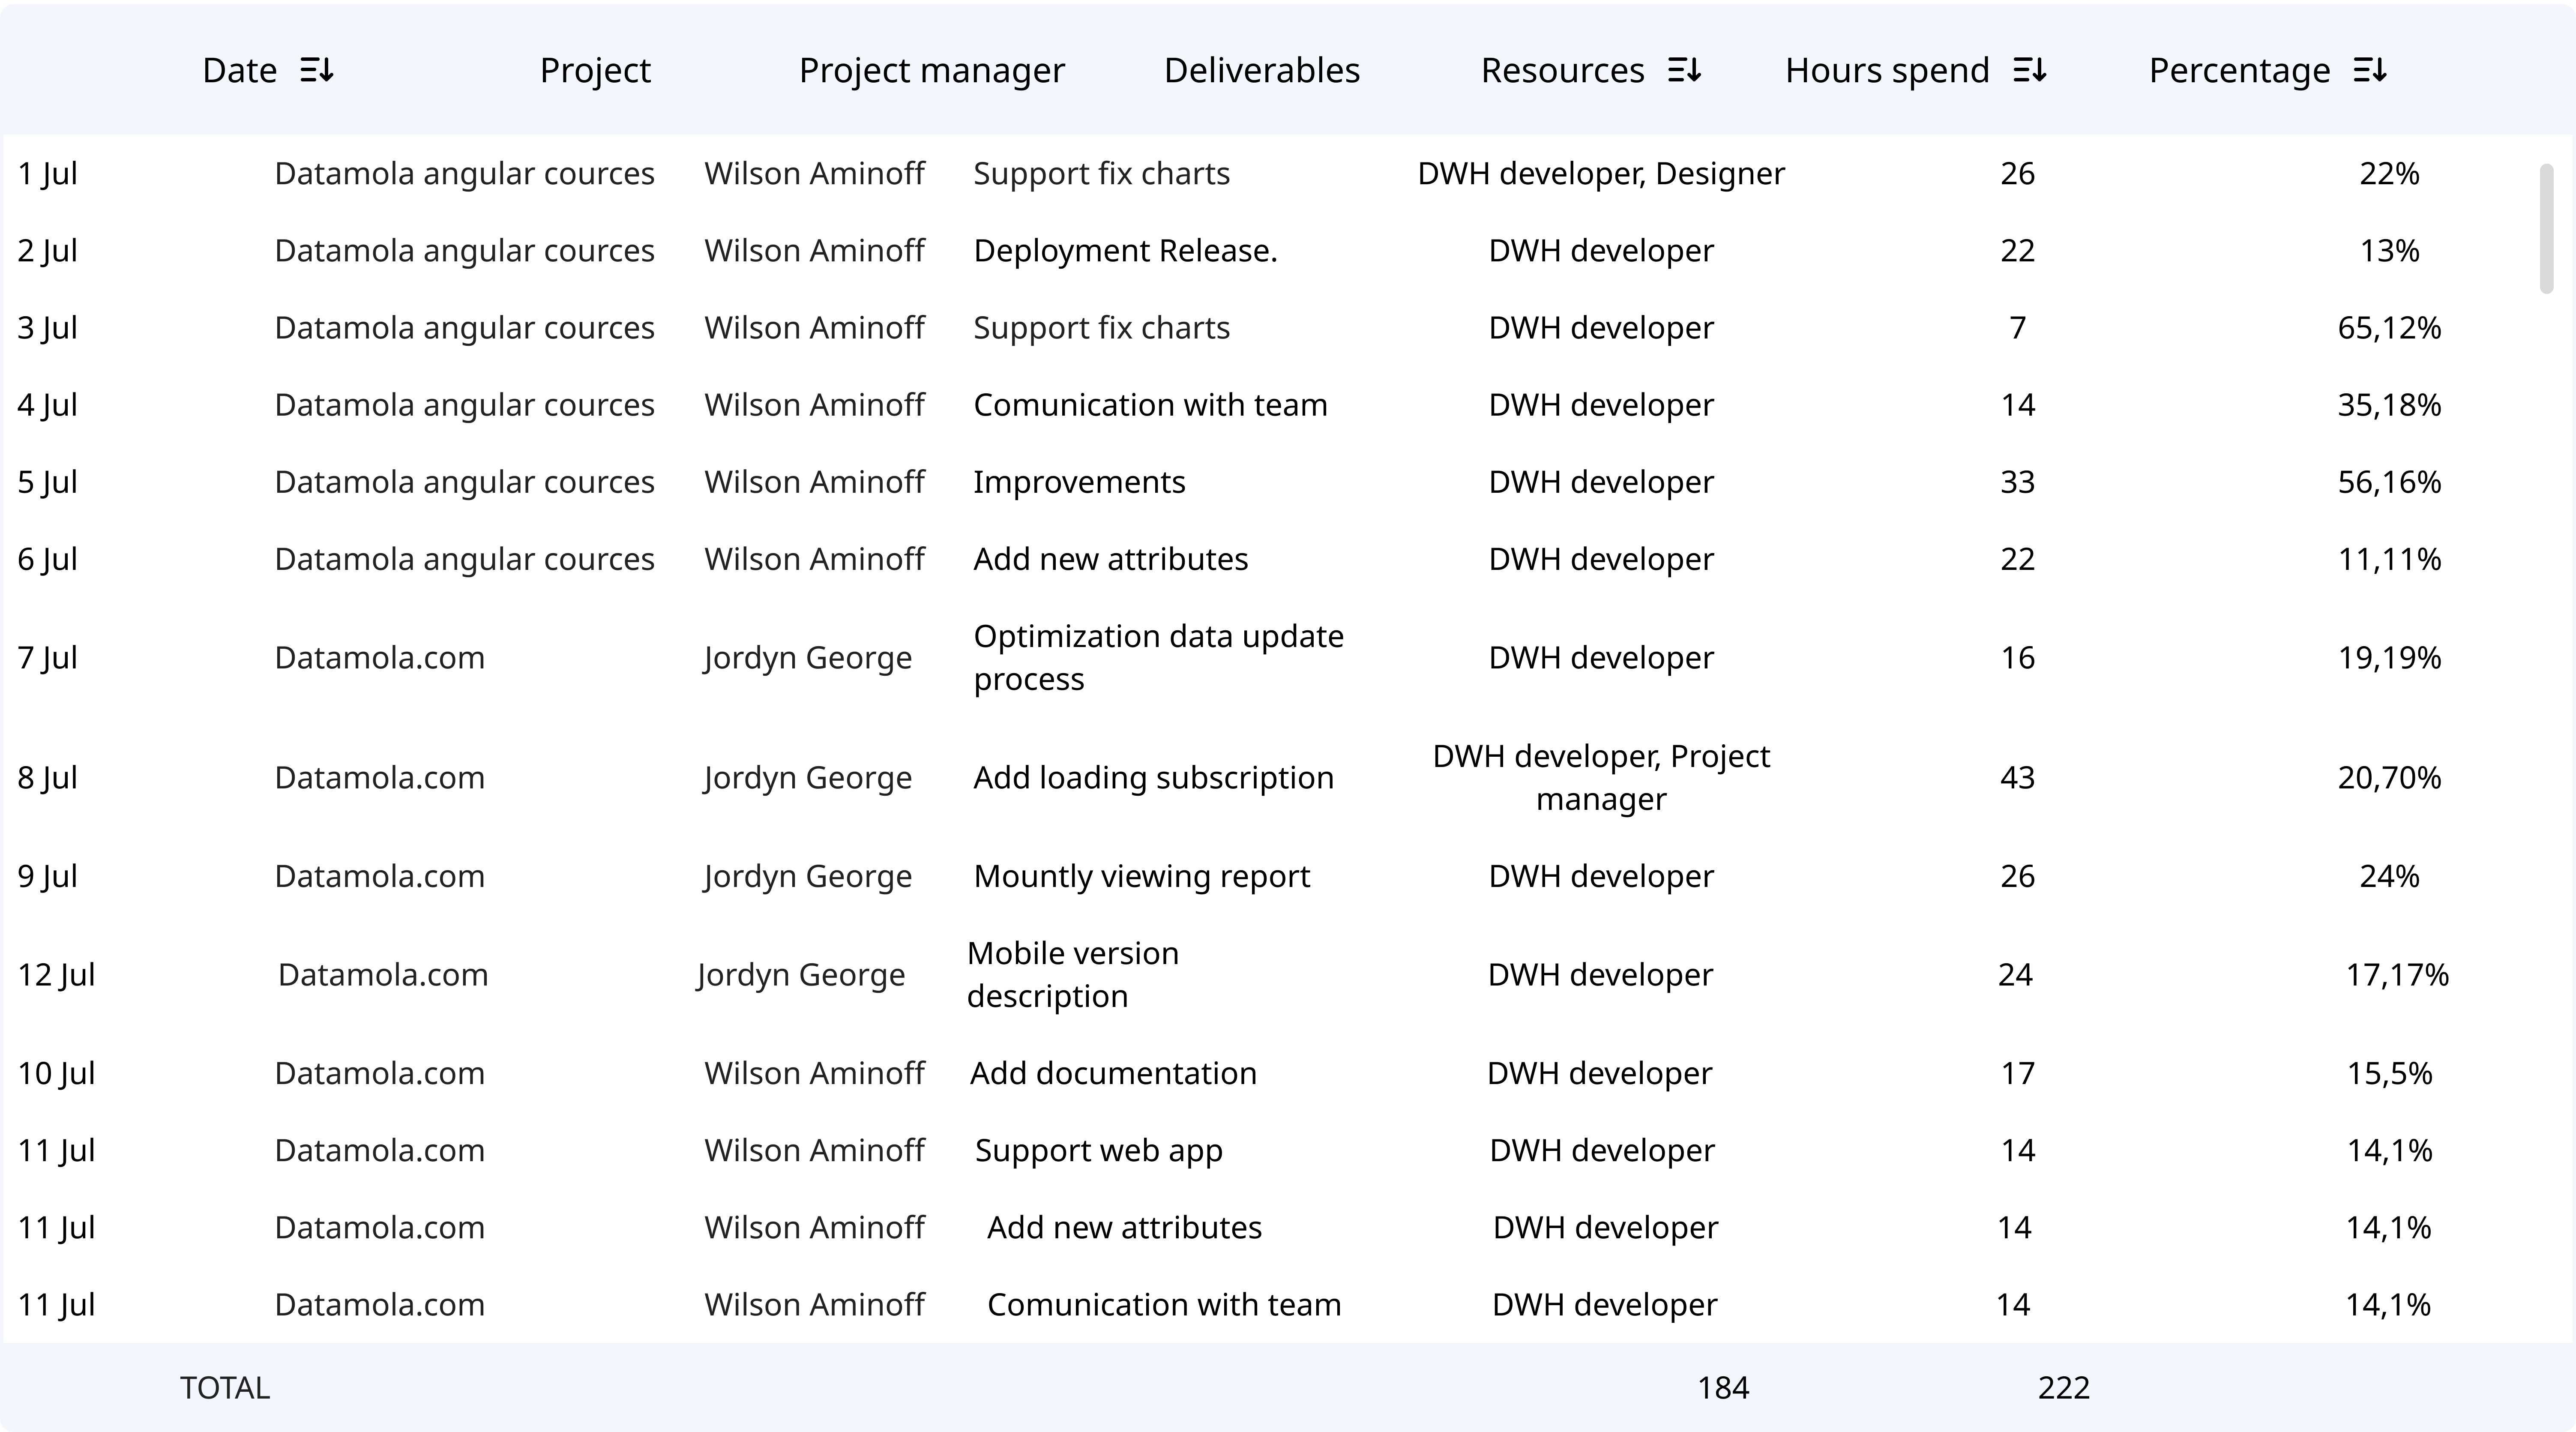 Date Project Project manager Deliverables Resources Hours spend Percentage
1 Jul Datamola angular cources Wilson Aminoff Support fix charts DWH developer, Designer 26 22%
2 Jul Datamola angular cources Wilson Aminoff Deployment Release. DWH developer 22 13%
3 Jul Datamola angular cources Wilson Aminoff Support fix charts DWH developer 7 65,12%
4 Jul Datamola angular cources Wilson Aminoff Comunication with team DWH developer 14 35,18%
5 Jul Datamola angular cources Wilson Aminoff Improvements DWH developer 33 56,16%
6 Jul Datamola angular cources Wilson Aminoff Add new attributes DWH developer 22 11,11%
7 Jul Datamola.com Jordyn George Optimization data update process DWH developer 16 19,19%
8 Jul Datamola.com Jordyn George Add loading subscription DWH developer, Project manager 43 20,70%
9 Jul Datamola.com Jordyn George Mountly viewing report DWH developer 26 24%
12 Jul Datamola.com Jordyn George Mobile version description DWH developer 24 17,17%
10 Jul Datamola.com Wilson Aminoff Add documentation DWH developer 17 15,5%
11 Jul Datamola.com Wilson Aminoff Support web app DWH developer 14 14,1%
11 Jul Datamola.com Wilson Aminoff Add new attributes DWH developer 14 14,1%
11 Jul Datamola.com Wilson Aminoff Comunication with team DWH developer 14 14,1%
TOTAL 184 222